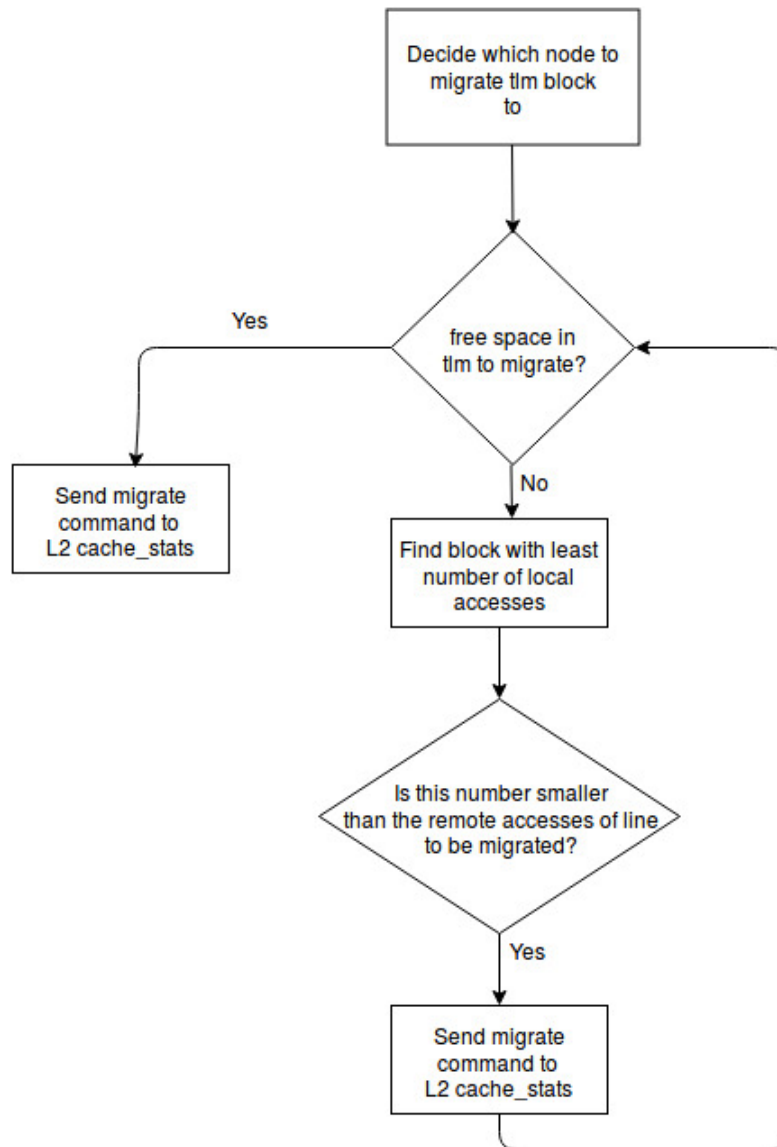 Decide which node to
migrate tlm block
to
Yes
free space in
tlm to migrate?
Send migrate
command to
L2 cache_stats
No
Find block with least
number of local
accesses
Is this number smaller
than the remote accesses of line
to be migrated?
Yes
Send migrate
command to
L2 cache_stats